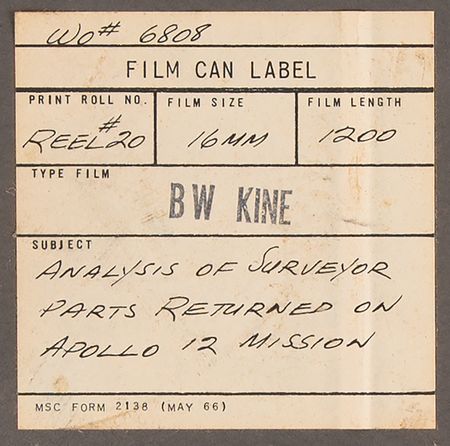 WO# 6808
FILM CAN LABEL
PRINT ROLL NO. FILM SIZE FILM LENGTH
REEL #20 16MM 1200
TYPE FILM
BW KINE
SUBJECT
ANALYSIS OF SURVEYOR
PARTS RETURNED ON
APOLLO 12 MISSION
MSC FORM 2138 (MAY 66)